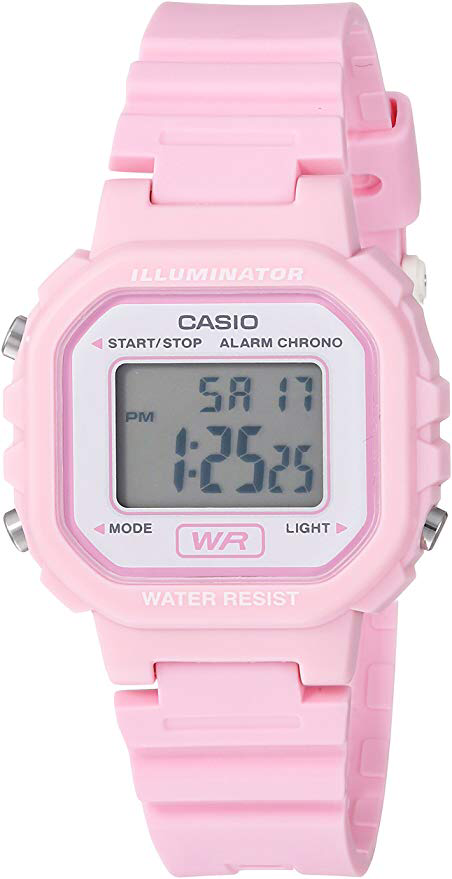 ILLUMINATOR
CASIO
START/STOP ALARM CHRONO
SA 17
PM
1:25 25
MODE WR LIGHT
WATER RESIST